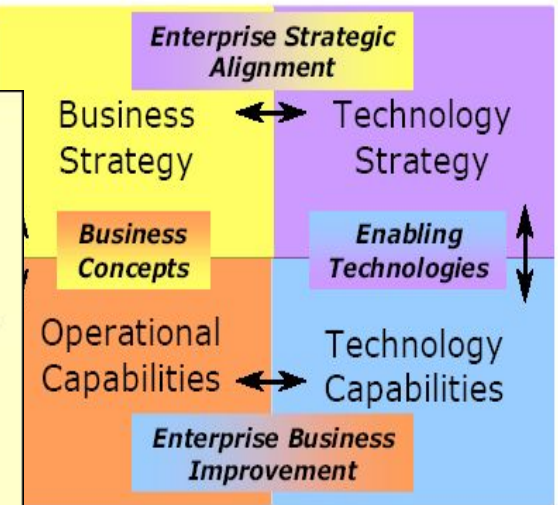 Enterprise Strategic
Alignment
Business
Strategy
Technology
Strategy
Business
Concepts
Enabling
Technologies
Operational
Capabilities
Technology
Capabilities
Enterprise Business
Improvement